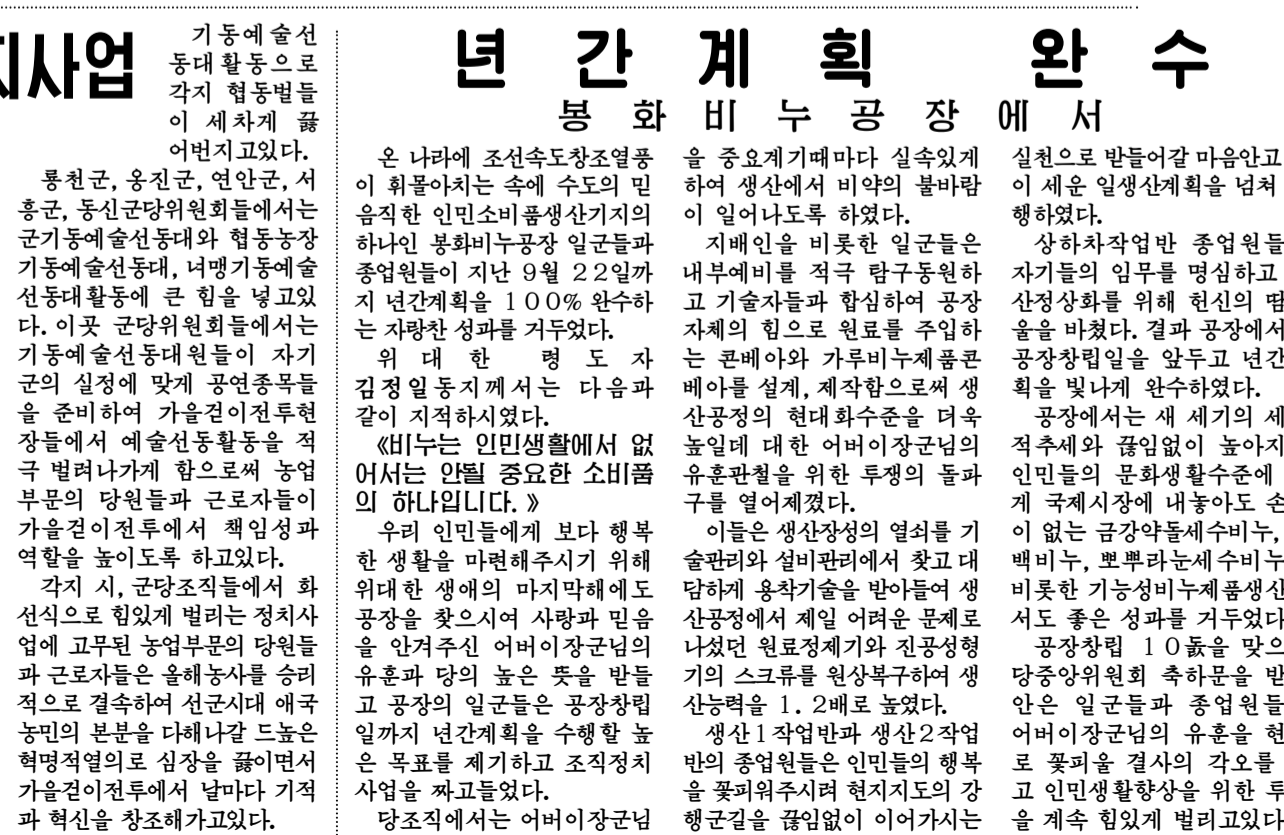 사업
기동예술선
동대활동으로
각지 협동벌들
이 세차게 끓
어번지고있다.
룡천군, 옹진군, 연안군, 서
흥군, 동신군당위원회들에서는
군기동예술선동대와 협동농장
기동예술선동대, 녀맹기동예술
선동대활동에 큰 힘을 넣고있
다. 이곳 군당위원회들에서는
기동예술선동대원들이 자기
군의 실정에 맞게 공연종목들
을 준비하여 가을걷이전투현
장들에서 예술선동활동을 적
극 벌려나가게 함으로써 농업
부문의 당원들과 근로자들이
가을걷이전투에서 책임성과
역할을 높이도록 하고있다.
각지 시, 군당조직들에서 화
선식으로 힘있게 벌리는 정치사
업에 고무된 농업부문의 당원들
과 근로자들은 올해농사를 승리
적으로 결속하여 선군시대 애국
농민의 본분을 다해나갈 드높은
혁명적열의로 심장을 끓이면서
가을걷이전투에서 날마다 기적
과 혁신을 창조해가고있다.
년간계획 완수
봉화비누공장에서
온 나라에 조선속도창조열풍
이 휘몰아치는 속에 수도의 믿
음직한 인민소비품생산기지의
하나인 봉화비누공장 일군들과
종업원들이 지난 9월 22일까
지 년간계획을 100% 완수하
는 자랑찬 성과를 거두었다.
위대한 령도자
김정일동지께서는 다음과
같이 지적하시였다.
《비누는 인민생활에서 없
어서는 안될 중요한 소비품
의 하나입니다.》
우리 인민들에게 보다 행복
한 생활을 마련해주시기 위해
위대한 생애의 마지막해에도
공장을 찾으시여 사랑과 믿음
을 안겨주신 어버이장군님의
유훈과 당의 높은 뜻을 받들
고 공장의 일군들은 공장창립
일까지 년간계획을 수행할 높
은 목표를 제기하고 조직정치
사업을 짜고들었다.
당조직에서는 어버이장군님
을 중요계기때마다 실속있게
하여 생산에서 비약의 불바람
이 일어나도록 하였다.
지배인을 비롯한 일군들은
내부예비를 적극 탐구동원하
고 기술자들과 합심하여 공장
자체의 힘으로 원료를 주입하
는 콘베아와 가루비누제품콘
베아를 설계, 제작함으로써 생
산공정의 현대화수준을 더욱
높일데 대한 어버이장군님의
유훈관철을 위한 투쟁의 돌파
구를 열어제꼈다.
이들은 생산장성의 열쇠를 기
술관리와 설비관리에서 찾고 대
담하게 용착기술을 받아들여 생
산공정에서 제일 어려운 문제로
나섰던 원료정제기와 진공성형
기의 스크류를 원상복구하여 생
산능력을 1. 2배로 높였다.
생산1작업반과 생산2작업
반의 종업원들은 인민들의 행복
을 꽃피워주시려 현지지도의 강
행군길을 끊임없이 이어가시는
실천으로 받들어갈 마음안고
이 세운 일생산계획을 넘쳐
행하였다.
상하차작업반 종업원들
자기들의 임무를 명심하고
산정상화를 위해 헌신의 땀
울을 바쳤다. 결과 공장에서
공장창립일을 앞두고 년간
획을 빛나게 완수하였다.
공장에서는 새 세기의 세
적추세와 끊임없이 높아지
인민들의 문화생활수준에
게 국제시장에 내놓아도 손
이 없는 금강약돌세수비누,
백비누, 뽀뿌라눈세수비누
비롯한 기능성비누제품생산
서도 좋은 성과를 거두었다
공장창립 10돐을 맞으
당중앙위원회 축하문을 받
안은 일군들과 종업원들
어버이장군님의 유훈을 현
로 꽃피울 결사의 각오를
고 인민생활향상을 위한 투
을 계속 힘있게 벌리고있다